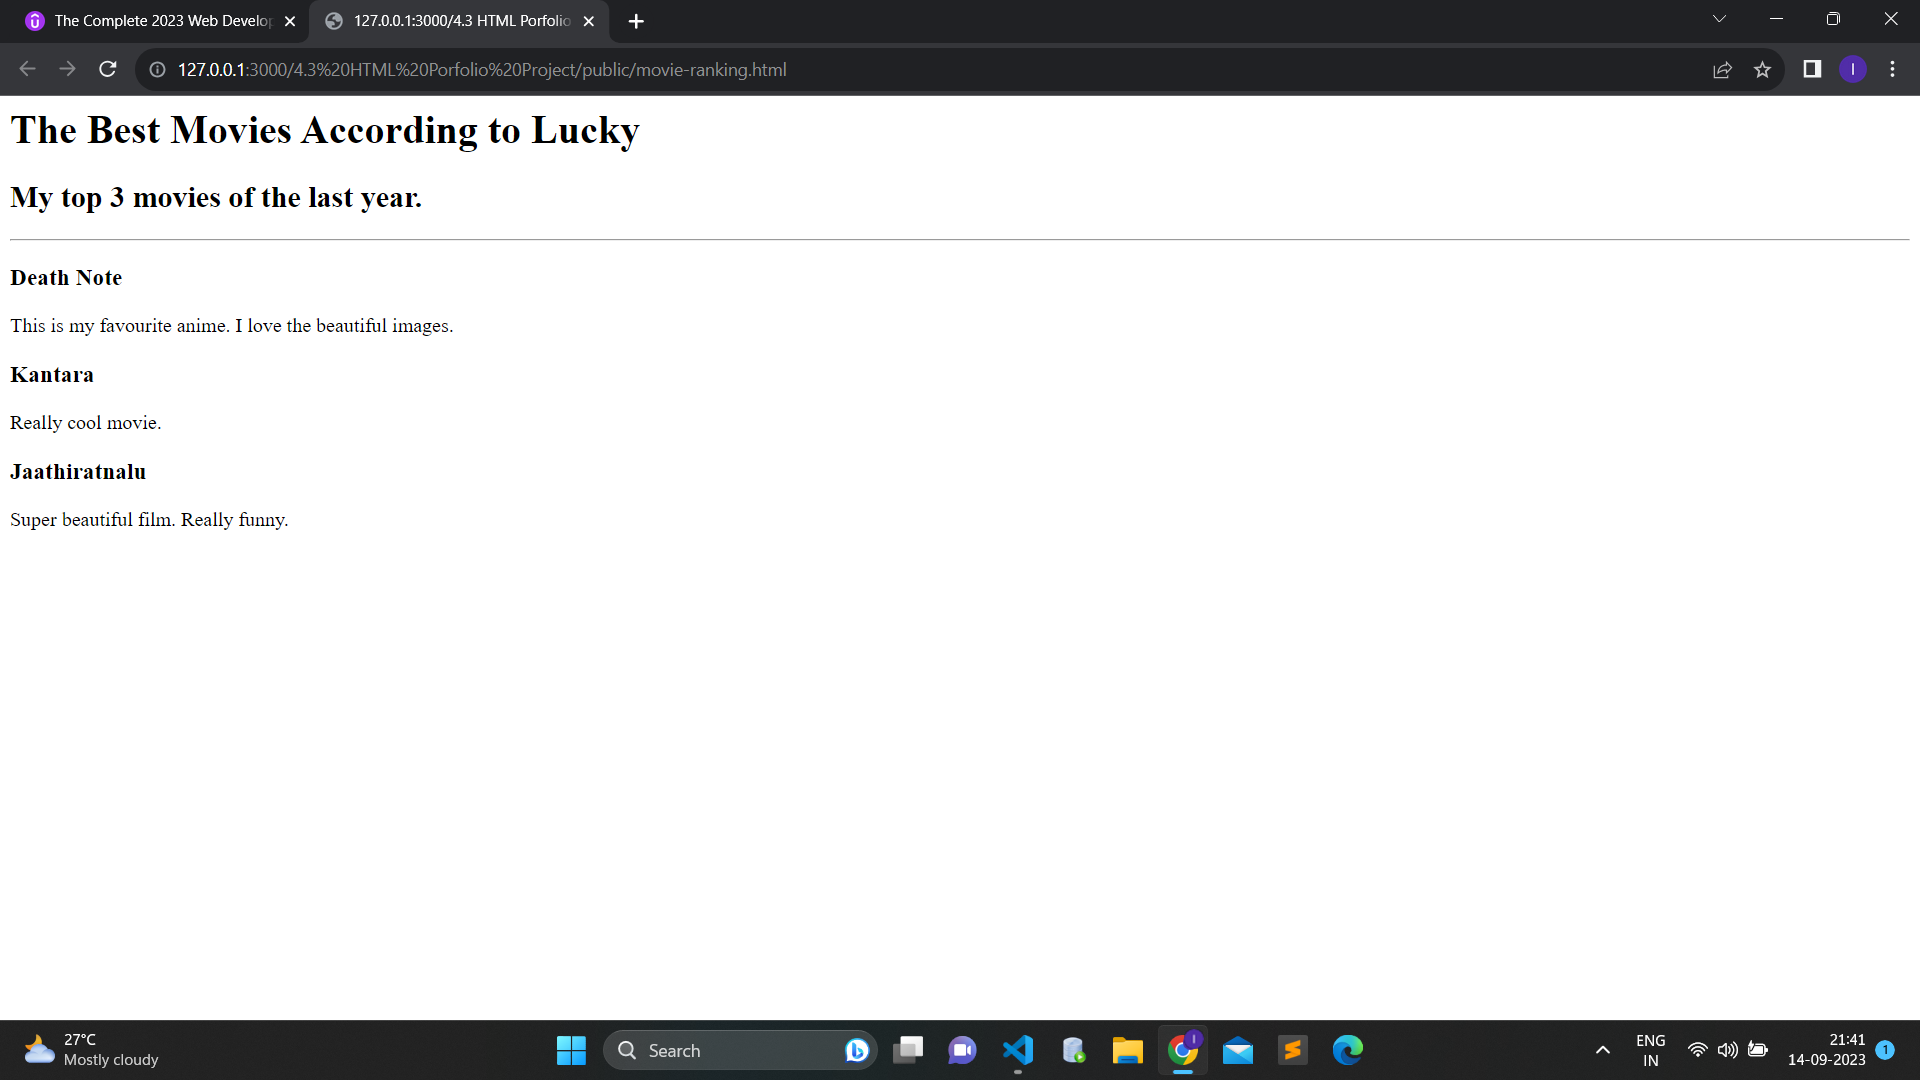 The Complete 2023 Web Develop
127.0.0.1:3000/4.3 HTML Porfolio
127.0.0.1:3000/4.3%20HTML%20Porfolio%20Project/public/movie-ranking.html
I
The Best Movies According to Lucky
My top 3 movies of the last year.
Death Note
This is my favourite anime. I love the beautiful images.
Kantara
Really cool movie.
Jaathiratnalu
Super beautiful film. Really funny.
27°C
Mostly cloudy
Search
ENG
IN
21:41
14-09-2023
1